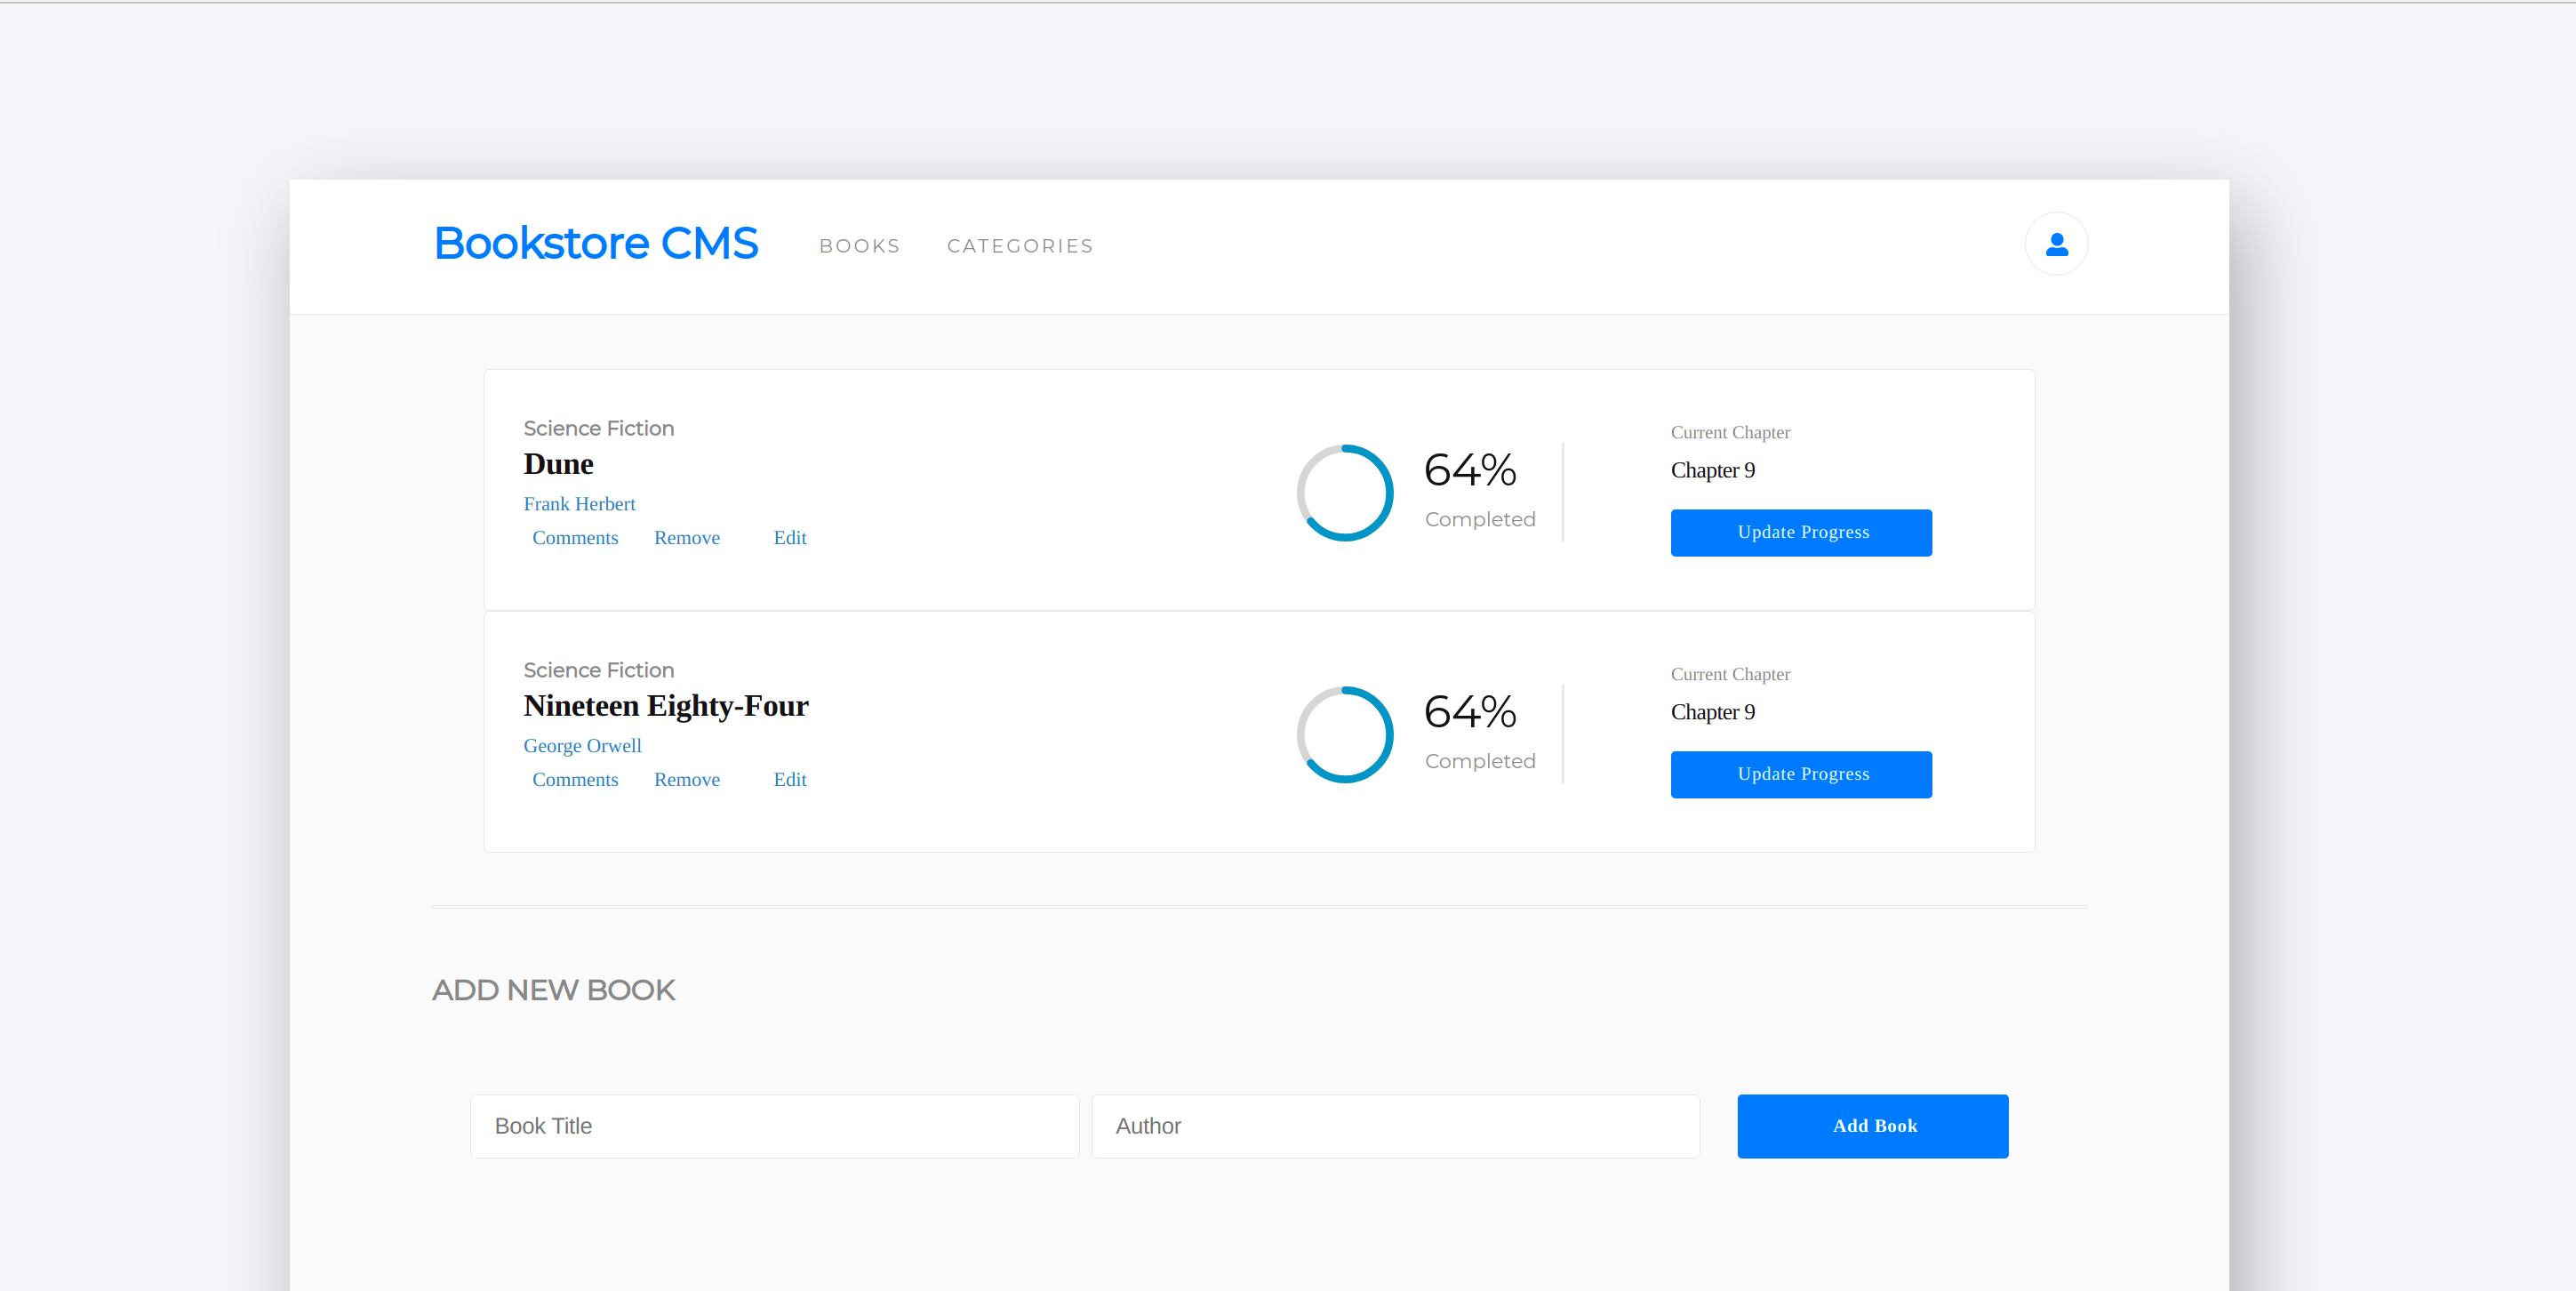 Bookstore CMS BOOKS CATEGORIES
Science Fiction
Dune
Frank Herbert
Comments Remove Edit
64%
Completed
Current Chapter
Chapter 9
Update Progress
Science Fiction
Nineteen Eighty-Four
George Orwell
Comments Remove Edit
64%
Completed
Current Chapter
Chapter 9
Update Progress
ADD NEW BOOK
Book Title Author Add Book